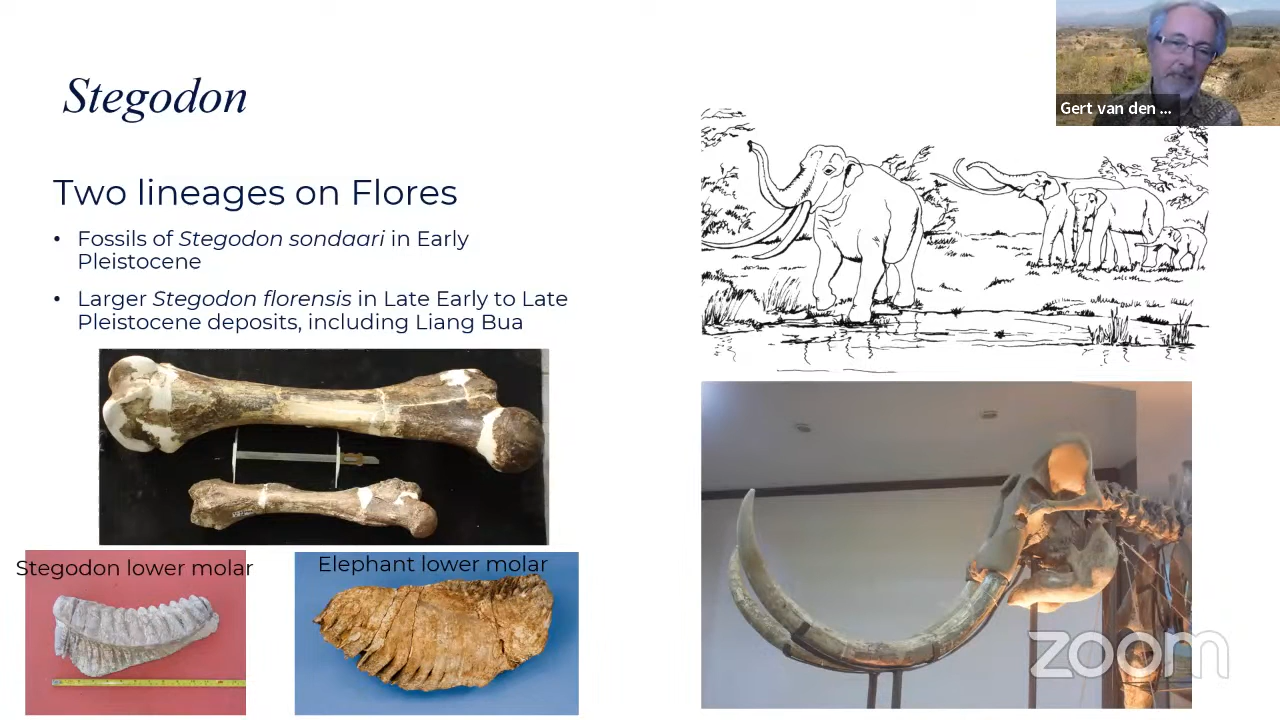 Stegodon
Two lineages on Flores
• Fossils of Stegodon sondaari in Early
Pleistocene
• Larger Stegodon florensis in Late Early to Late
Pleistocene deposits, including Liang Bua
Stegodon lower molar
Elephant lower molar
Gert van den ...
zoom